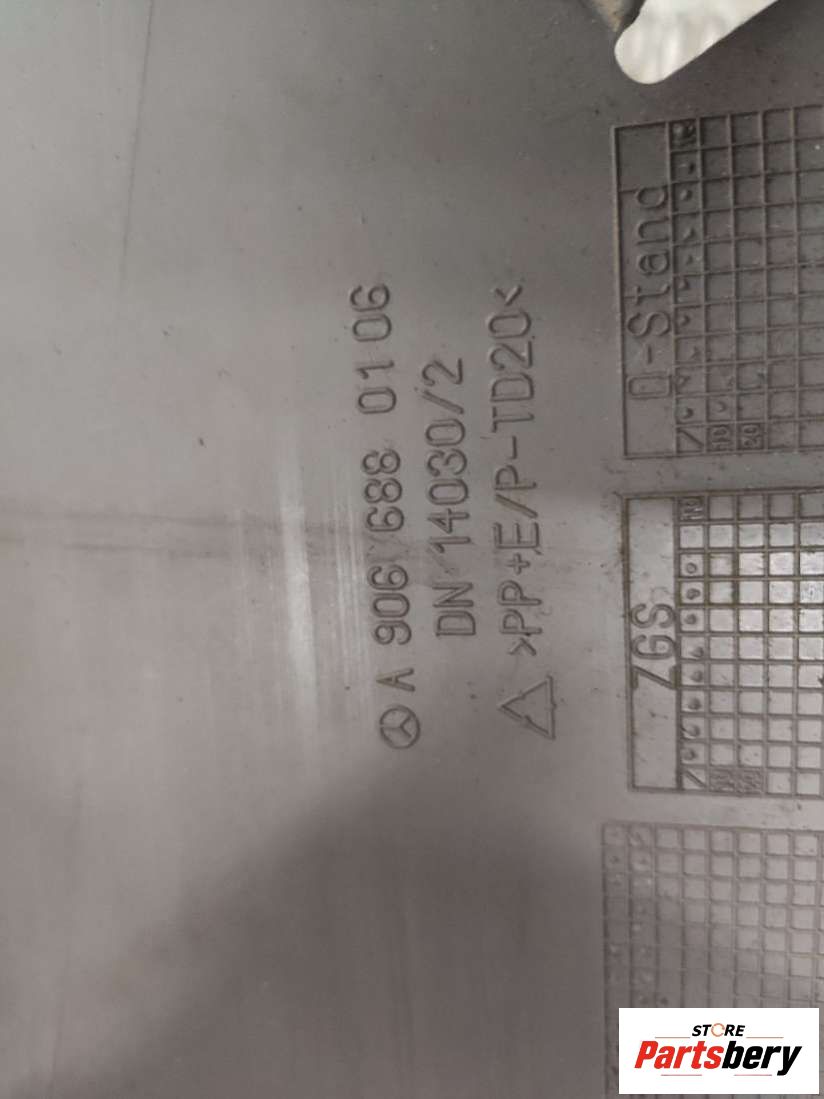 A 906 688 01 06
DN 14030/2
>PP+E/P-TD20<
Q-Stand
ZGS
STORE
Partsbery